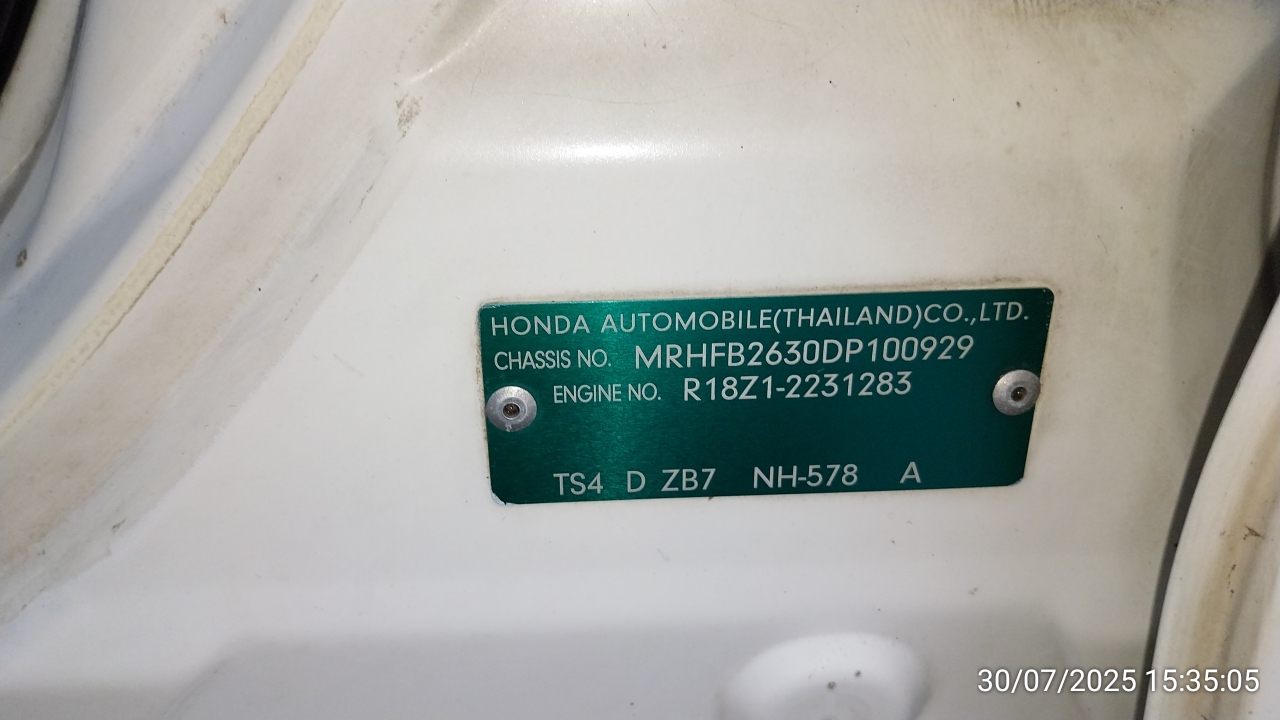 HONDA AUTOMOBILE(THAILAND)CO.,LTD.
CHASSIS NO. MRHFB2630DP100929
ENGINE NO. R18Z1-2231283
TS4 D ZB7 NH-578 A
30/07/2025 15:35:05